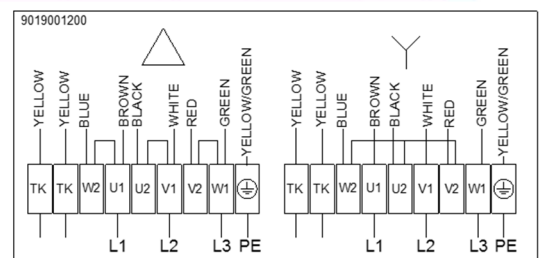 9019001200
YELLOW YELLOW BLUE BROWN BLACK WHITE RED GREEN YELLOW/GREEN
TK TK W2 U1 U2 V1 V2 W1
L1 L2 L3 PE
YELLOW YELLOW BLUE BROWN BLACK WHITE RED GREEN YELLOW/GREEN
TK TK W2 U1 U2 V1 V2 W1
L1 L2 L3 PE